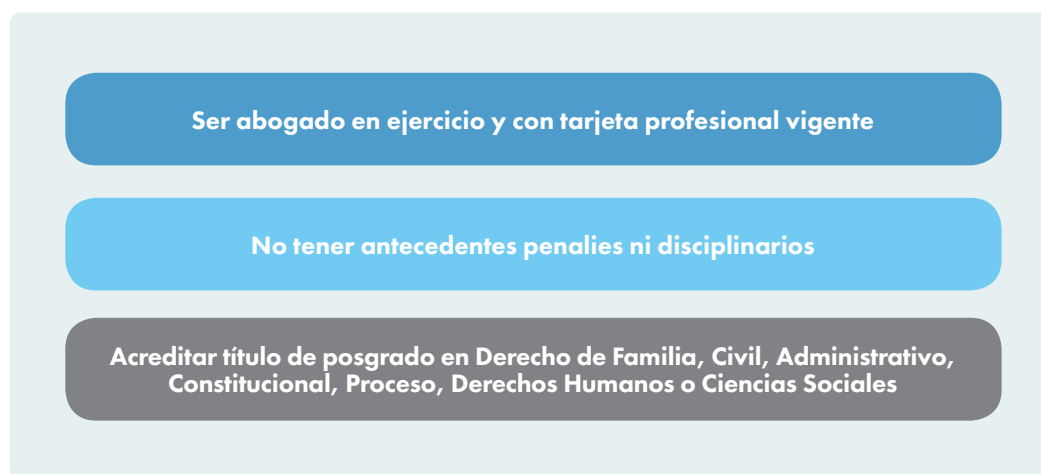 Ser abogado en ejercicio y con tarjeta profesional vigente
No tener antecedentes penalies ni disciplinarios
Acreditar título de posgrado en Derecho de Familia, Civil, Administrativo,
Constitucional, Proceso, Derechos Humanos o Ciencias Sociales